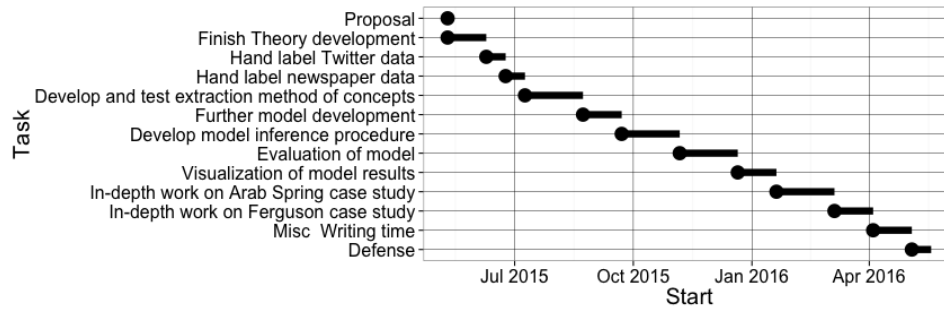 Proposal
Finish Theory development
Hand label Twitter data
Hand label newspaper data
Develop and test extraction method of concepts
Further model development
Develop model inference procedure
Evaluation of model
Visualization of model results
In-depth work on Arab Spring case study
In-depth work on Ferguson case study
Misc  Writing time
Defense
Task
Jul 2015 Oct 2015 Jan 2016 Apr 2016
Start